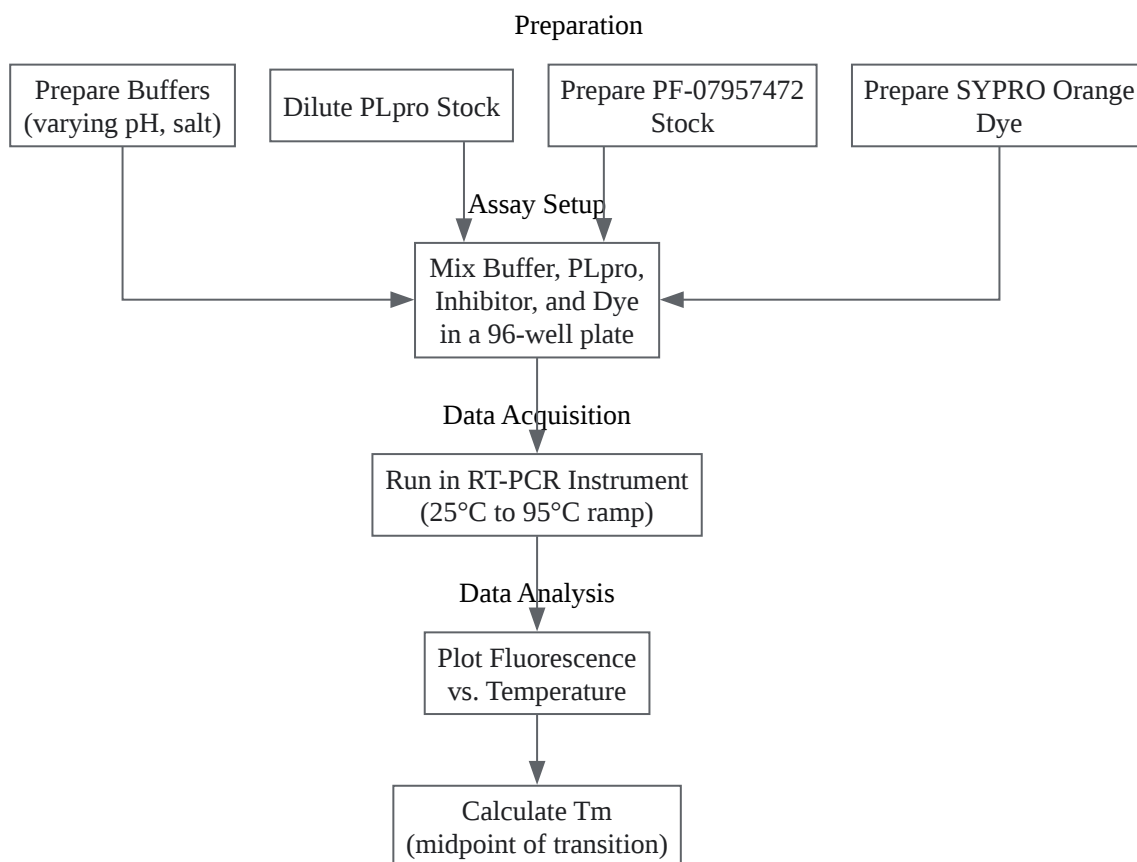 Preparation
Prepare Buffers
(varying pH, salt)
Dilute PLpro Stock
Prepare PF-07957472
Stock
Prepare SYPRO Orange
Dye
Assay Setup
Mix Buffer, PLpro,
Inhibitor, and Dye
in a 96-well plate
Data Acquisition
Run in RT-PCR Instrument
(25°C to 95°C ramp)
Data Analysis
Plot Fluorescence
vs. Temperature
Calculate Tm
(midpoint of transition)